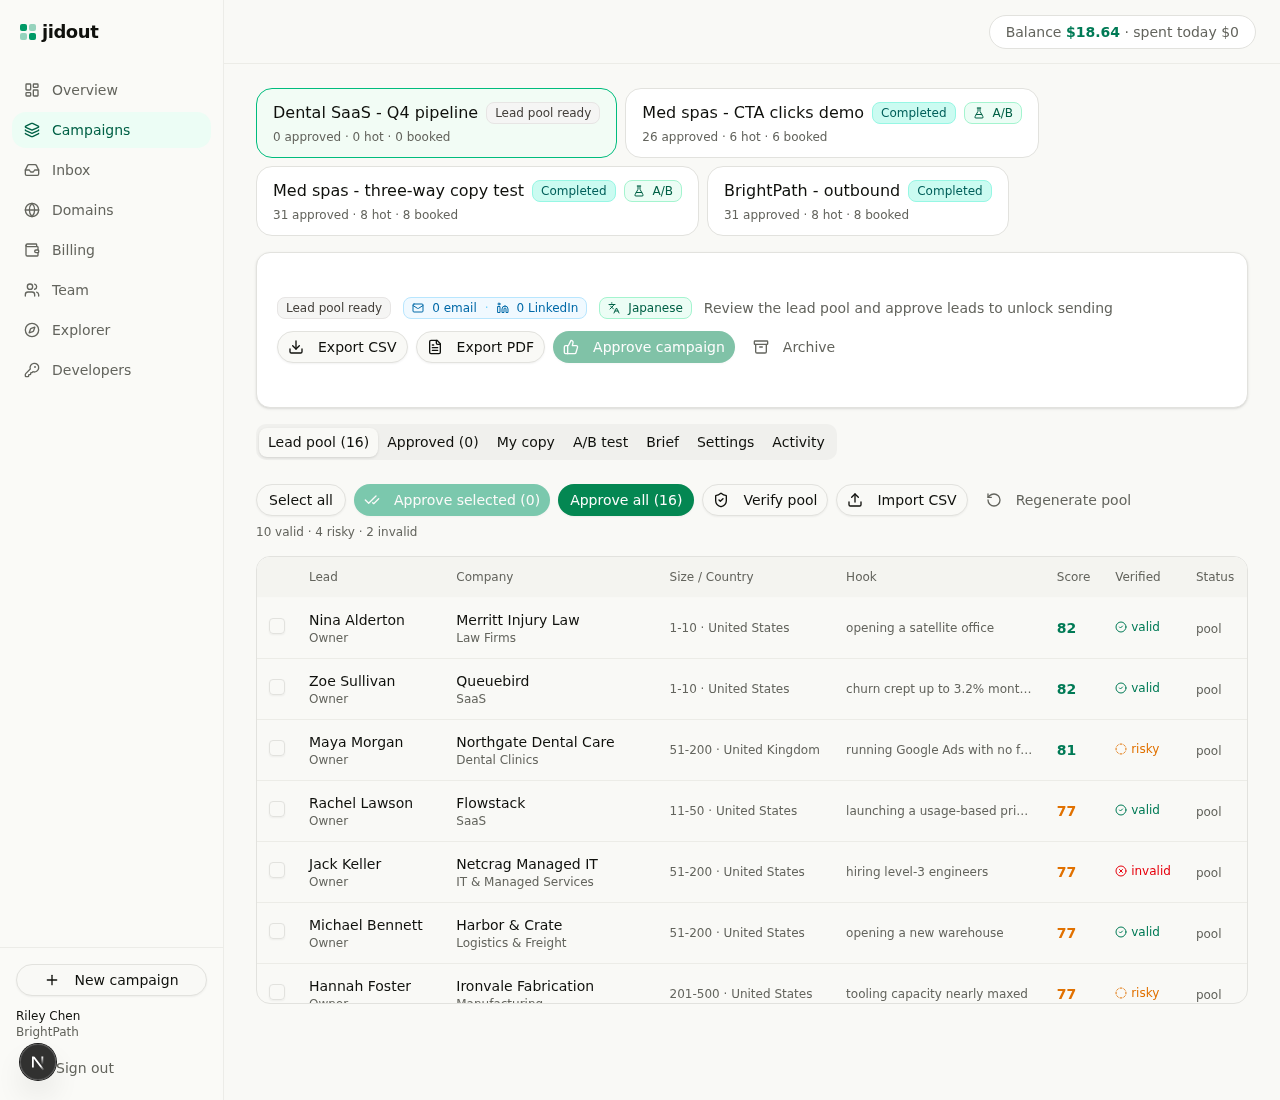 jidout
Balance $18.64 · spent today $0
Overview
Campaigns
Inbox
Domains
Billing
Team
Explorer
Developers
Dental SaaS - Q4 pipeline Lead pool ready
0 approved · 0 hot · 0 booked
Med spas - CTA clicks demo Completed A/B
26 approved · 6 hot · 6 booked
Med spas - three-way copy test Completed A/B
31 approved · 8 hot · 8 booked
BrightPath - outbound Completed
31 approved · 8 hot · 8 booked
Lead pool ready 0 email · 0 LinkedIn Japanese Review the lead pool and approve leads to unlock sending
Export CSV Export PDF Approve campaign Archive
Lead pool (16) Approved (0) My copy A/B test Brief Settings Activity
Select all Approve selected (0) Approve all (16) Verify pool Import CSV Regenerate pool
10 valid · 4 risky · 2 invalid
Lead Company Size / Country Hook Score Verified Status
Nina Alderton Merritt Injury Law 1-10 · United States opening a satellite office 82 valid pool
Owner Law Firms
Zoe Sullivan Queuebird 1-10 · United States churn crept up to 3.2% mont... 82 valid pool
Owner SaaS
Maya Morgan Northgate Dental Care 51-200 · United Kingdom running Google Ads with no f... 81 risky pool
Owner Dental Clinics
Rachel Lawson Flowstack 11-50 · United States launching a usage-based pri... 77 valid pool
Owner SaaS
Jack Keller Netcrag Managed IT 51-200 · United States hiring level-3 engineers 77 invalid pool
Owner IT & Managed Services
Michael Bennett Harbor & Crate 51-200 · United States opening a new warehouse 77 valid pool
Owner Logistics & Freight
Hannah Foster Ironvale Fabrication 201-500 · United States tooling capacity nearly maxed 77 risky pool
Owner Manufacturing
New campaign
Riley Chen
BrightPath
N
Sign out